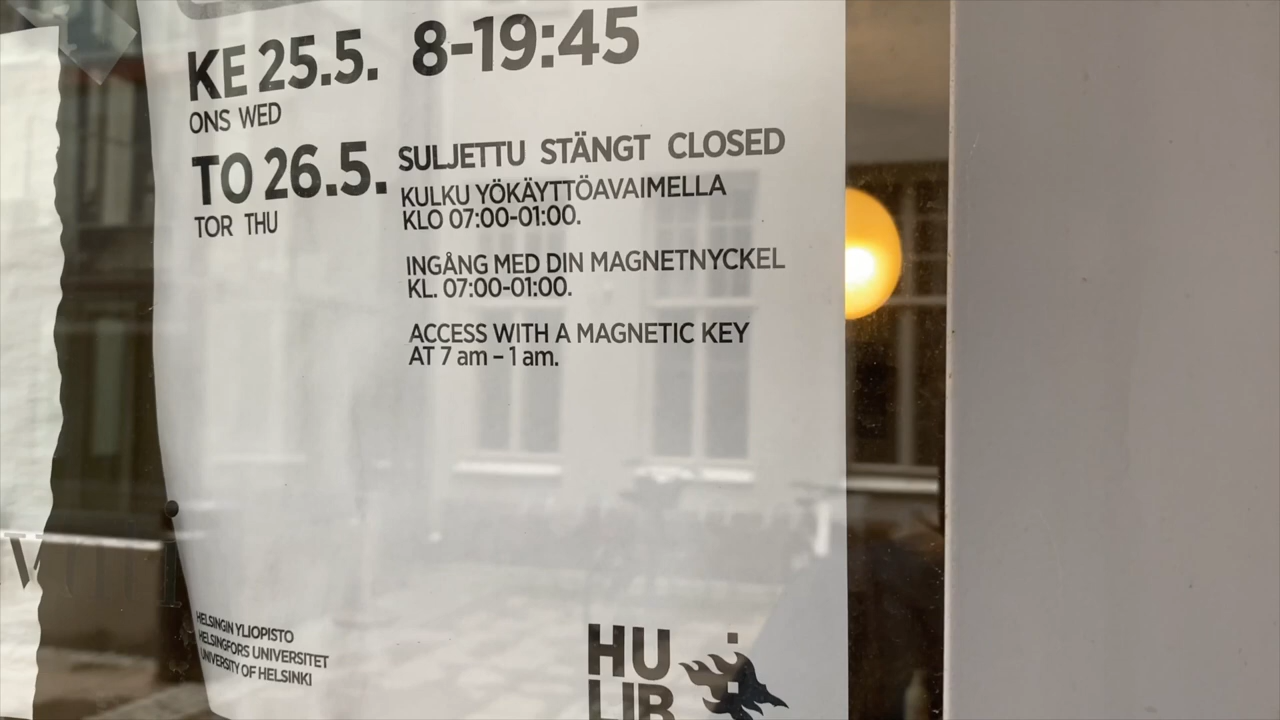 KE 25.5. 8-19:45
ONS WED
TO 26.5. SULJETTU STÄNGT CLOSED
TOR THU
KULKU YÖKÄYTTÖAVAIMELLA
KLO 07:00-01:00.
INGÅNG MED DIN MAGNETNYCKEL
KL. 07:00-01:00.
ACCESS WITH A MAGNETIC KEY
AT 7 am – 1 am.
HELSINGIN YLIOPISTO
HELSINGFORS UNIVERSITET
UNIVERSITY OF HELSINKI
HU
LIB